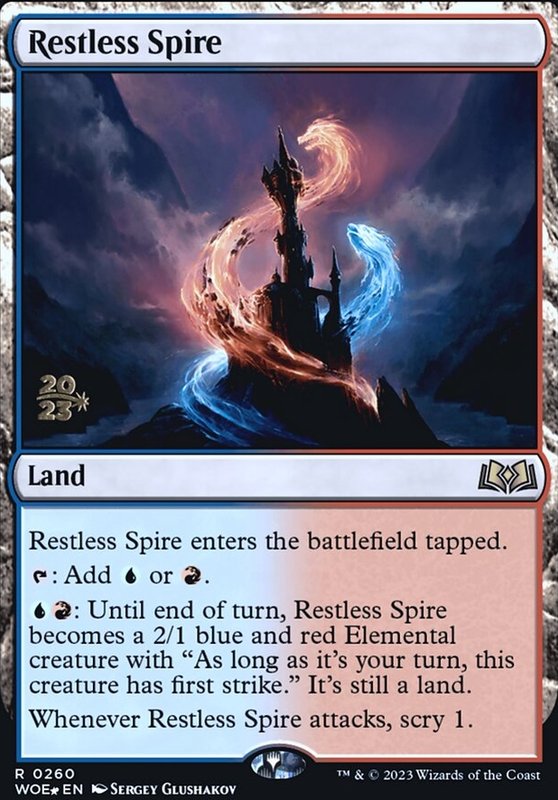 Restless Spire
20
23
Land
Restless Spire enters the battlefield tapped.
: Add or .
: Until end of turn, Restless Spire
becomes a 2/1 blue and red Elemental
creature with “As long as it’s your turn, this
creature has first strike.” It’s still a land.
Whenever Restless Spire attacks, scry 1.
R 0260
WOE★EN Sergey Glushakov
™ & © 2023 Wizards of the Coast